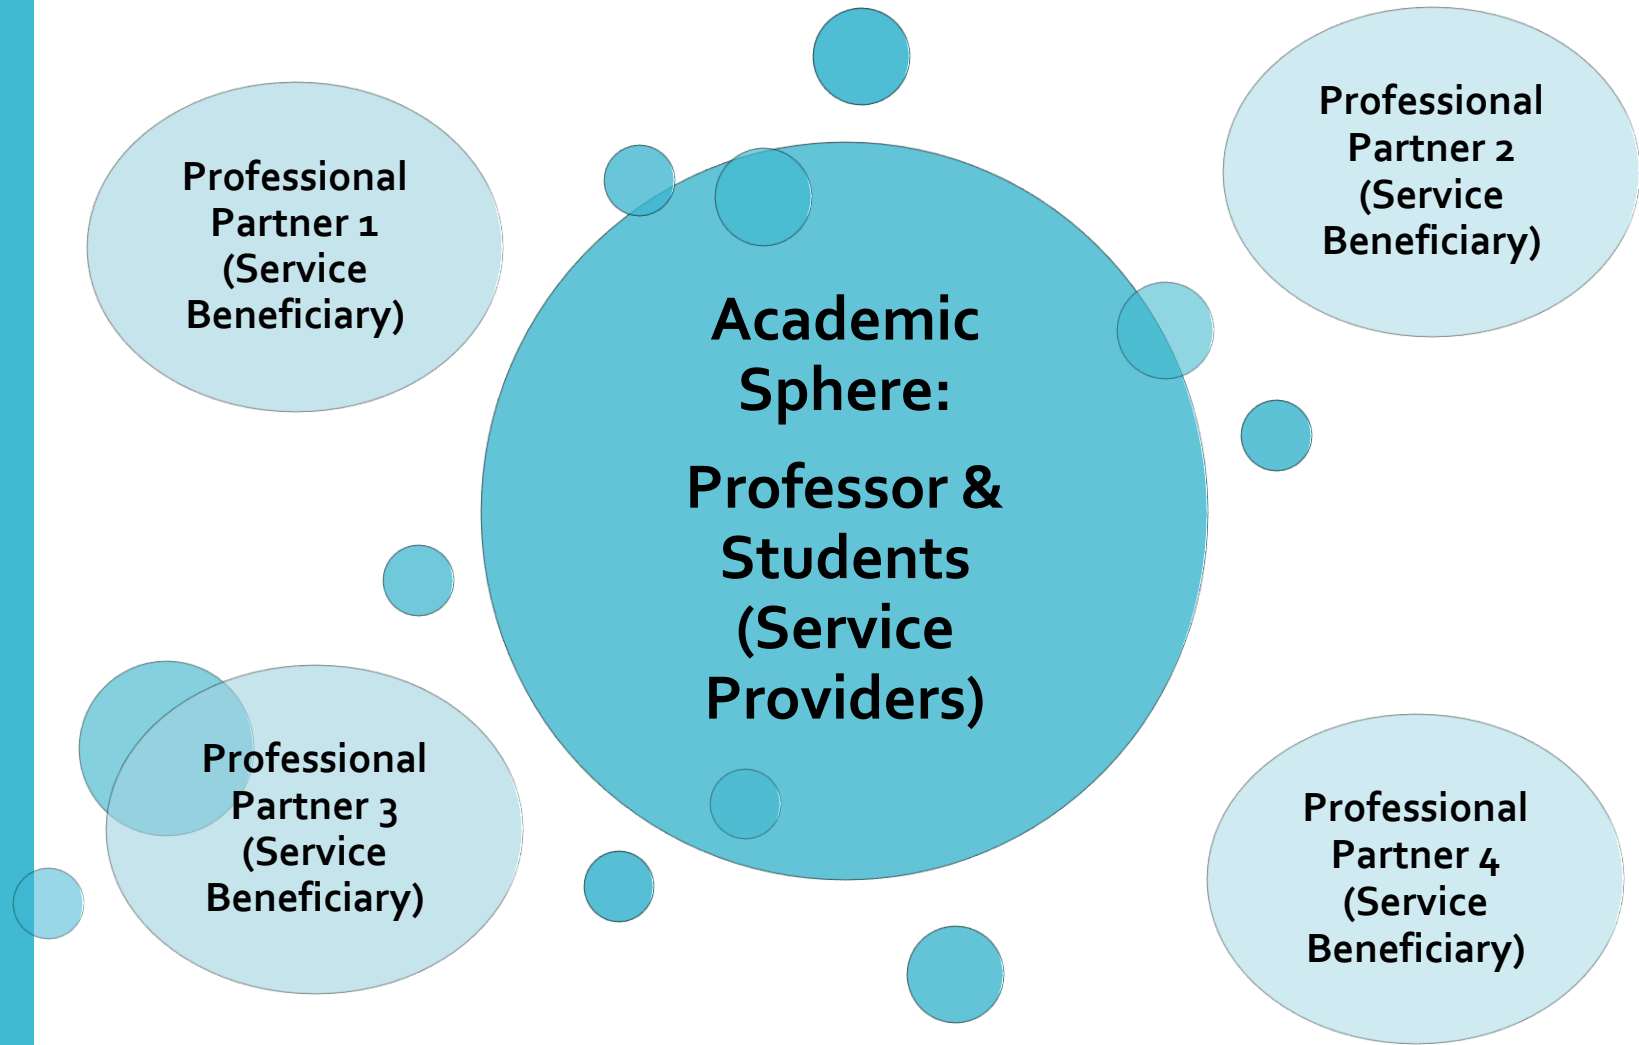 Professional
Partner 1
(Service
Beneficiary)
Professional
Partner 2
(Service
Beneficiary)
Academic
Sphere:
Professor &
Students
(Service
Providers)
Professional
Partner 3
(Service
Beneficiary)
Professional
Partner 4
(Service
Beneficiary)